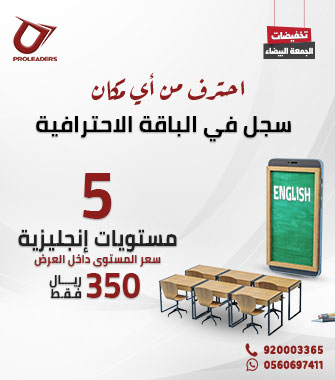 PROLEADERS
تخفيضات
الجمعة البيضاء
احترف من أي مكان
سجل في الباقة الاحترافية
5
مستويات إنجليزية
سعر المستوى داخل العرض
350 ريال فقط
ENGLISH
920003365
0560697411